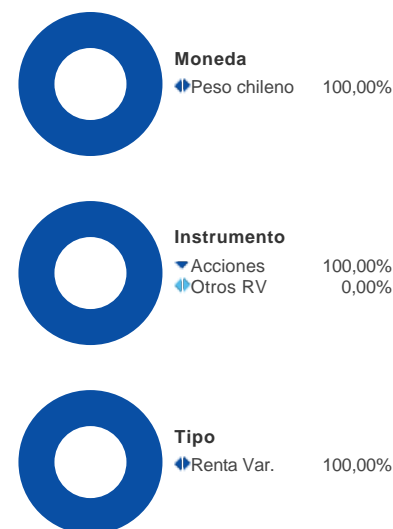 Moneda
Peso chileno 100,00%
Instrumento
Acciones 100,00%
Otros RV 0,00%
Tipo
Renta Var. 100,00%